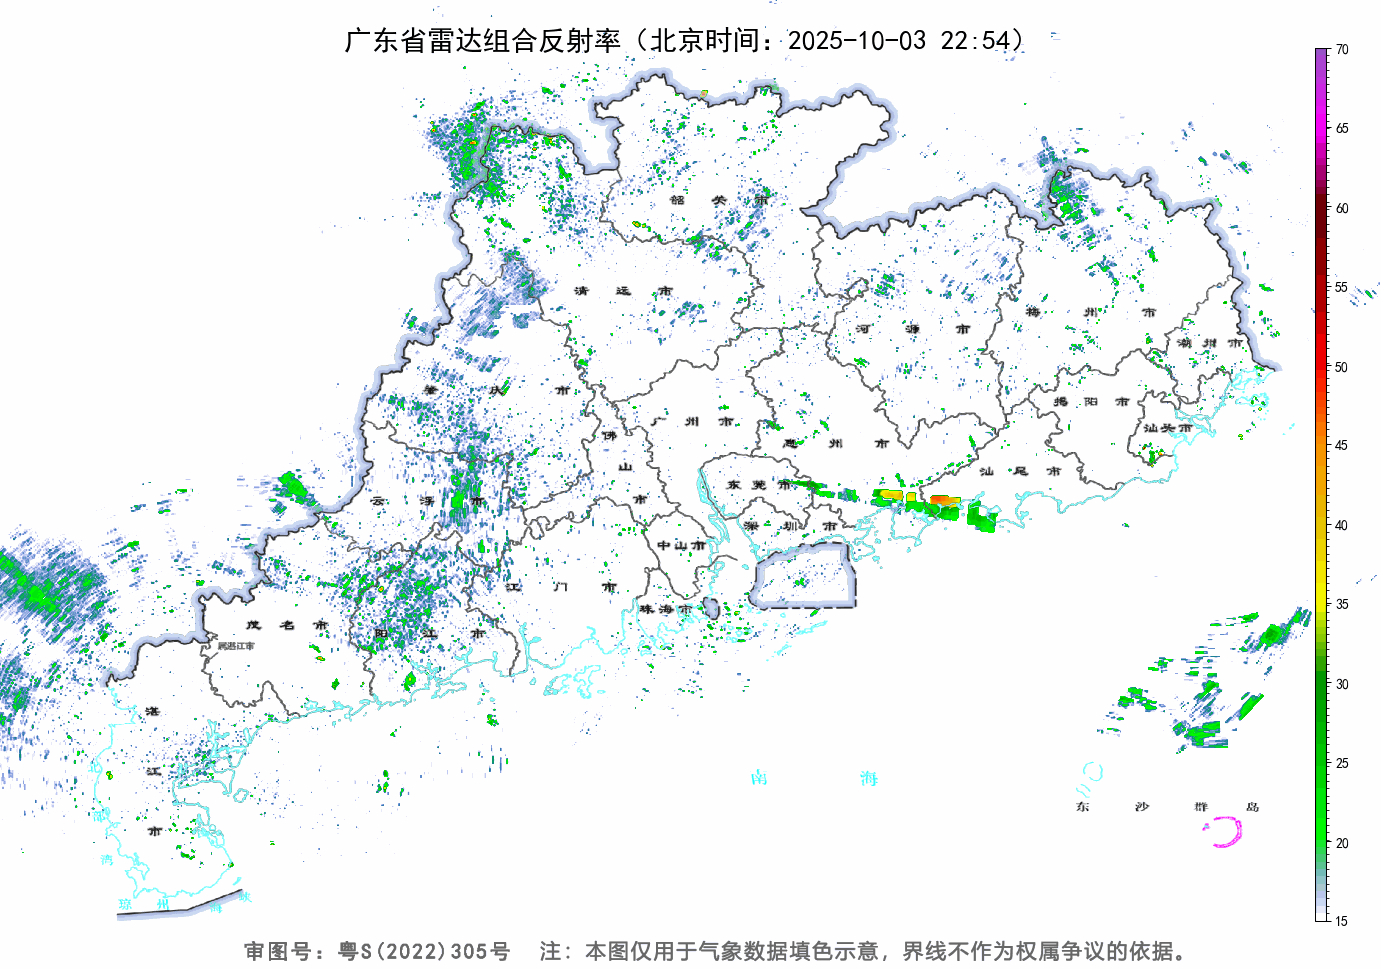 广东省雷达组合反射率（北京时间：2025-10-03 22:54）
70
65
60
55
50
45
40
35
30
25
20
15
韶关市
清远市
河源市
梅州市
潮州市
肇庆市
广州市
揭阳市
汕头市
佛山市
惠州市
汕尾市
东莞市
云浮市
深圳市
中山市
江门市
珠海市
茂名市
阳江市
属湛江市
湛江市
南海
东沙群岛
北部湾
琼州海峡
审图号：粤S(2022)305号 注：本图仅用于气象数据填色示意，界线不作为权属争议的依据。